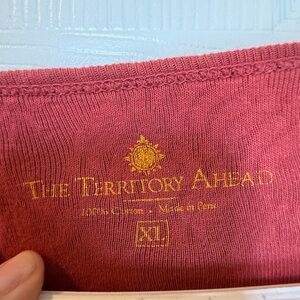 THE TERRITORY AHEAD
100% Cotton • Made in Peru
XL